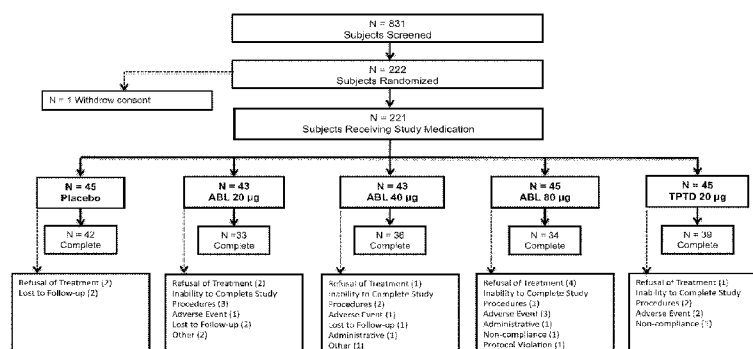 N = 831
Subjects Screened
N = 222
Subjects Randomized
N = 1 Withdrew consent
N = 221
Subjects Receiving Study Medication
N = 45
Placebo
N = 43
ABL 20 µg
N = 43
ABL 40 µg
N = 45
ABL 80 µg
N = 45
TPTD 20 µg
N = 42
Complete
N = 33
Complete
N = 36
Complete
N = 34
Complete
N = 39
Complete
Refusal of Treatment (2)
Lost to Follow-up (2)
Refusal of Treatment (2)
Inability to Complete Study
Procedures (3)
Adverse Event (1)
Lost to Follow-up (2)
Other (2)
Refusal of Treatment (1)
Inability to Complete Study
Procedures (2)
Adverse Event (1)
Lost to Follow-up (1)
Administrative (1)
Other (1)
Refusal of Treatment (4)
Inability to Complete Study
Procedures (1)
Adverse Event (3)
Administrative (1)
Non-compliance (1)
Protocol Violation (1)
Refusal of Treatment (1)
Inability to Complete Study
Procedures (2)
Adverse Event (2)
Non-compliance